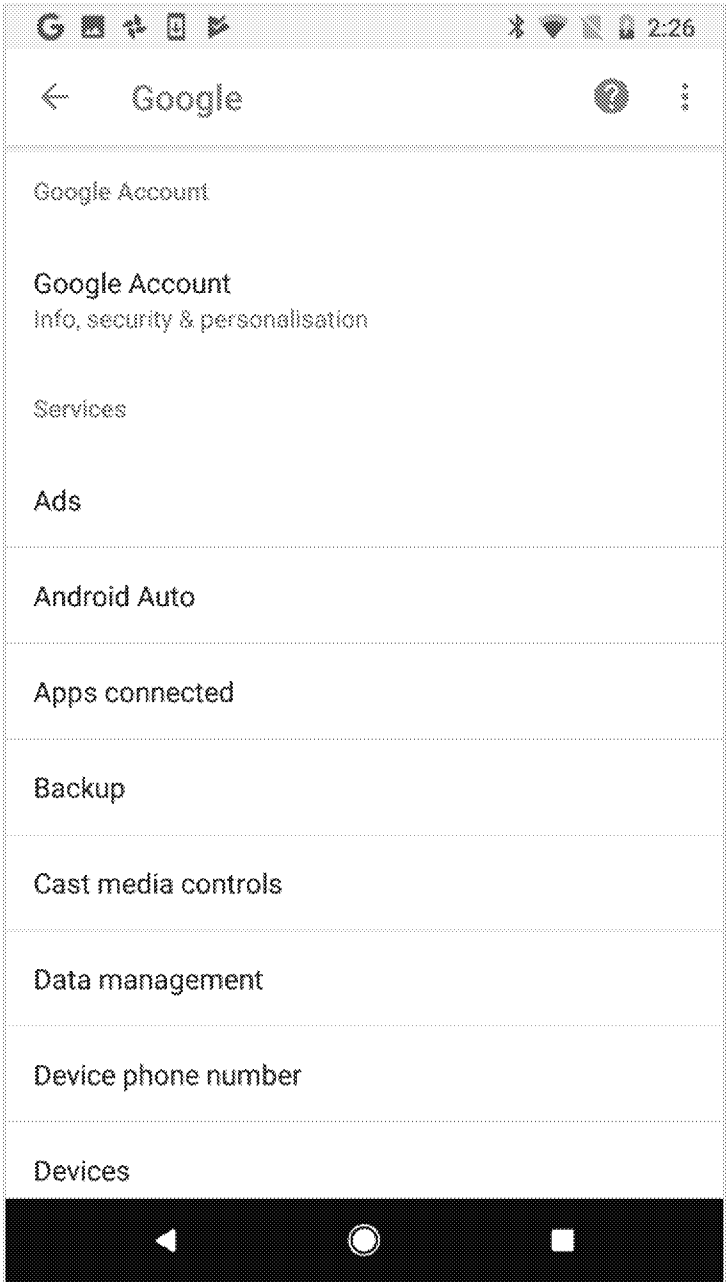 2:26
Google
Google Account
Google Account
Info, security & personalisation
Services
Ads
Android Auto
Apps connected
Backup
Cast media controls
Data management
Device phone number
Devices